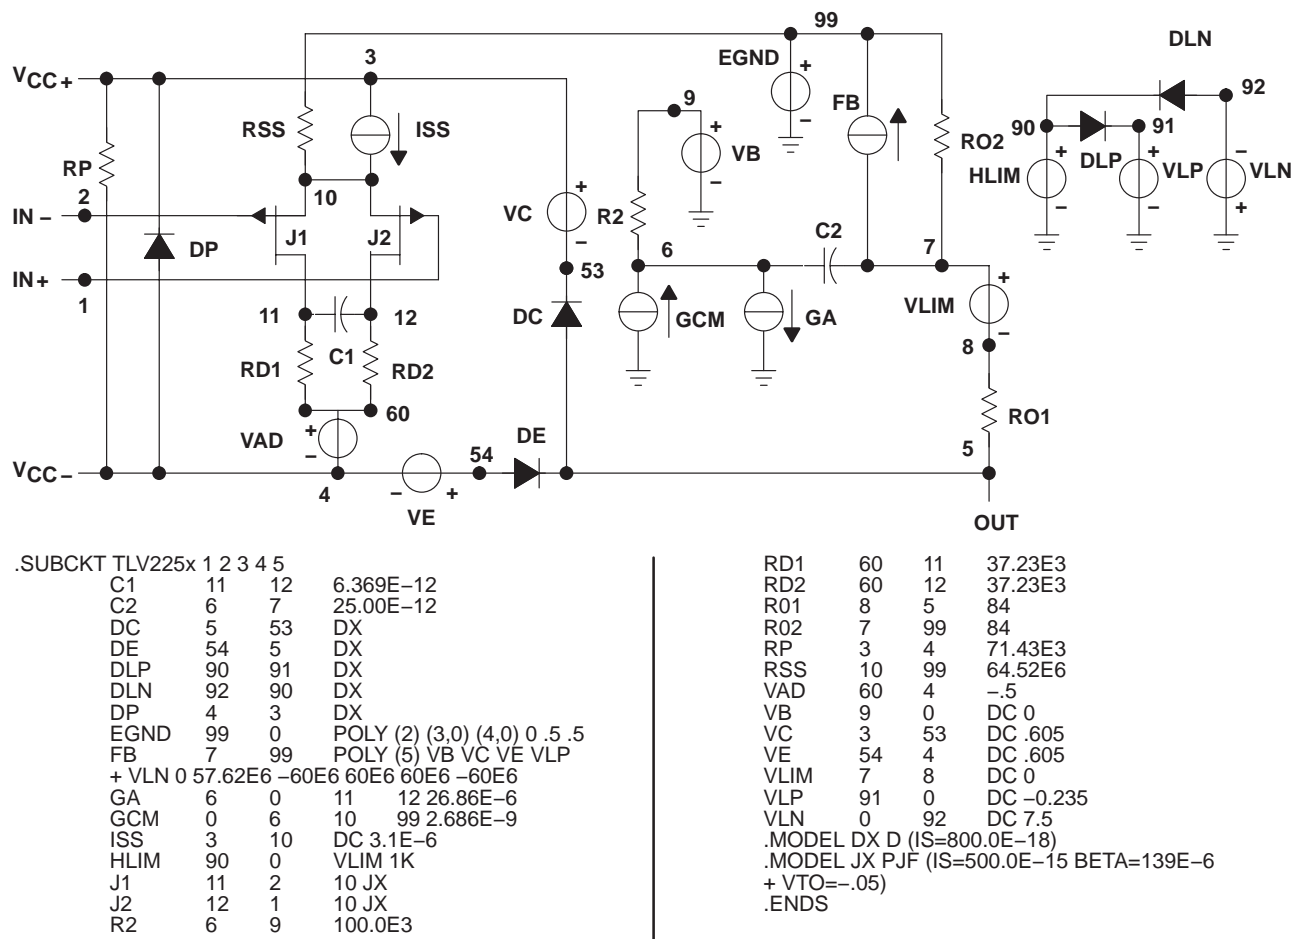 99
DLN
3
EGND
+
VCC+
9
FB
+
92
RSS
ISS
VB
RO2
90
91
RP
DLP
10
HLIM
VLP
VLN
2
IN −
VC
R2
C2
J1
J2
DP
6
7
IN+
53
1
VLIM
11
12
DC
GCM
GA
8
C1
RD1
RD2
RO1
60
VAD
DE
54
5
VCC−
4
VE
OUT
.SUBCKT TLV225x 1 2 3 4 5
C1 11 12 6.369E−12
C2 6 7 25.00E−12
DC 5 53 DX
DE 54 5 DX
DLP 90 91 DX
DLN 92 90 DX
DP 4 3 DX
EGND 99 0 POLY (2) (3,0) (4,0) 0 .5 .5
FB 7 99 POLY (5) VB VC VE VLP
+ VLN 0 57.62E6 −60E6 60E6 60E6 −60E6
GA 6 0 11 12 26.86E−6
GCM 0 6 10 99 2.686E−9
ISS 3 10 DC 3.1E−6
HLIM 90 0 VLIM 1K
J1 11 2 10 JX
J2 12 1 10 JX
R2 6 9 100.0E3
RD1 60 11 37.23E3
RD2 60 12 37.23E3
R01 8 5 84
R02 7 99 84
RP 3 4 71.43E3
RSS 10 99 64.52E6
VAD 60 4 −.5
VB 9 0 DC 0
VC 3 53 DC .605
VE 54 4 DC .605
VLIM 7 8 DC 0
VLP 91 0 DC −0.235
VLN 0 92 DC 7.5
.MODEL DX D (IS=800.0E−18)
.MODEL JX PJF (IS=500.0E−15 BETA=139E−6
+ VTO=−.05)
.ENDS